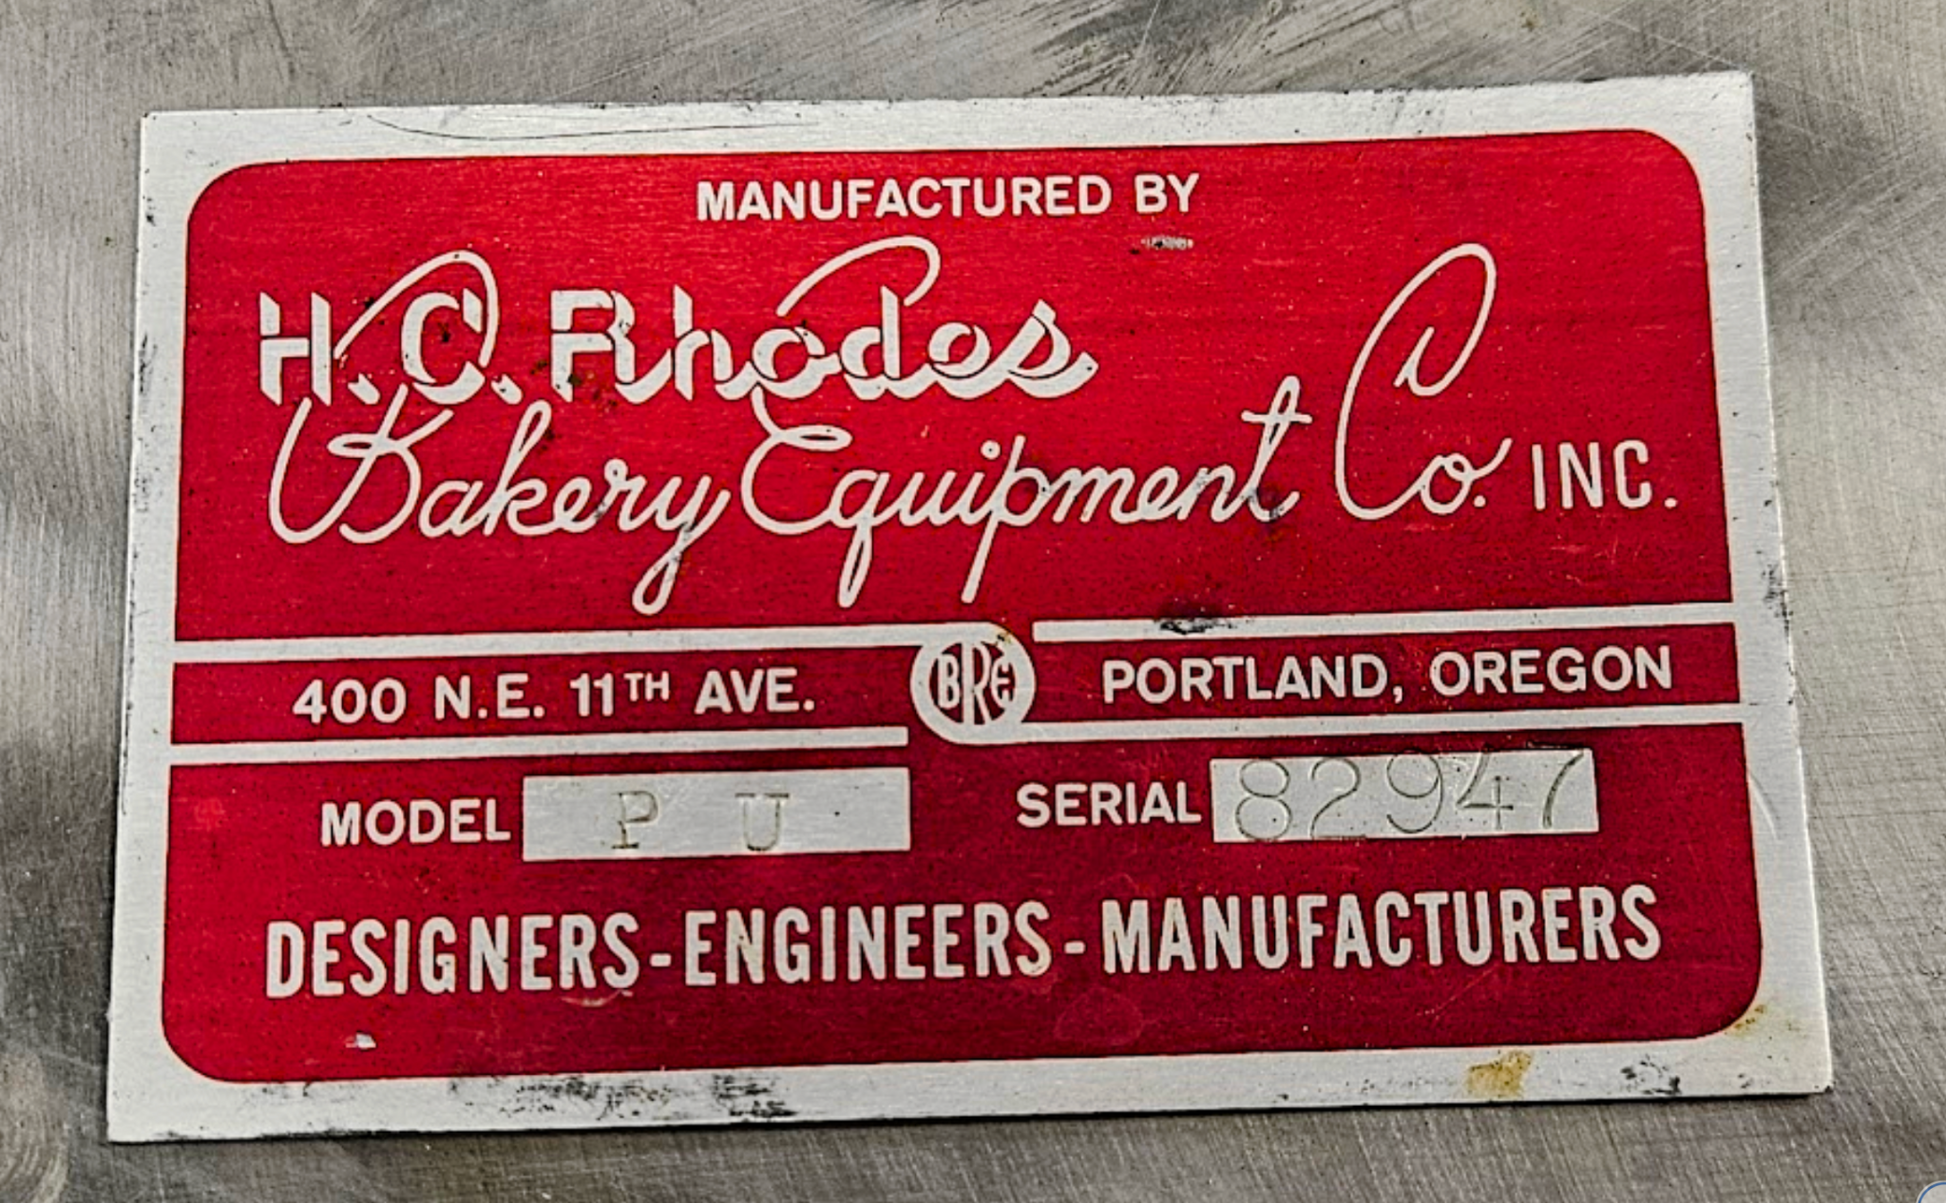 MANUFACTURED BY
H.C. Rhodes
Bakery Equipment Co. INC.
400 N.E. 11TH AVE. BRE PORTLAND, OREGON
MODEL P U SERIAL 82947
DESIGNERS-ENGINEERS-MANUFACTURERS